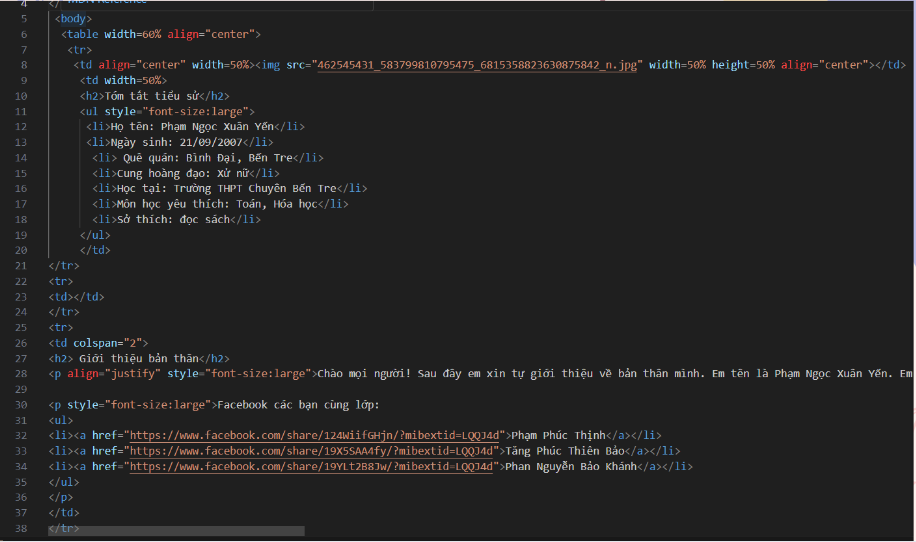 4 </
5 <body>
6 <table width=60% align="center">
7 <tr>
8 <td align="center" width=50%><img src="462545431_583799810795475_6815358823630875842_n.jpg" width=50% height=50% align="center"></td>
9 <td width=50%>
10 <h2>Tóm tắt tiểu sử</h2>
11 <ul style="font-size:large">
12 <li>Họ tên: Phạm Ngọc Xuân Yến</li>
13 <li>Ngày sinh: 21/09/2007</li>
14 <li> Quê quán: Bình Đại, Bến Tre</li>
15 <li>Cung hoàng đạo: Xử nữ</li>
16 <li>Học tại: Trường THPT Chuyên Bến Tre</li>
17 <li>Môn học yêu thích: Toán, Hóa học</li>
18 <li>Sở thích: đọc sách</li>
19 </ul>
20 </td>
21 </tr>
22 <tr>
23 <td></td>
24 </tr>
25 <tr>
26 <td colspan="2">
27 <h2> Giới thiệu bản thân</h2>
28 <p align="justify" style="font-size:large">Chào mọi người! Sau đây em xin tự giới thiệu về bản thân mình. Em tên là Phạm Ngọc Xuân Yến. Em
29
30 <p style="font-size:large">Facebook các bạn cùng lớp:
31 <ul>
32 <li><a href="https://www.facebook.com/share/124WiifGHjn/?mibextid=LQQJ4d">Phạm Phúc Thịnh</a></li>
33 <li><a href="https://www.facebook.com/share/19X5SAA4fy/?mibextid=LQQJ4d">Tăng Phúc Thiên Bảo</a></li>
34 <li><a href="https://www.facebook.com/share/19YLt2B8Jw/?mibextid=LQQJ4d">Phan Nguyễn Bảo Khánh</a></li>
35 </ul>
36 </p>
37 </td>
38 </tr>